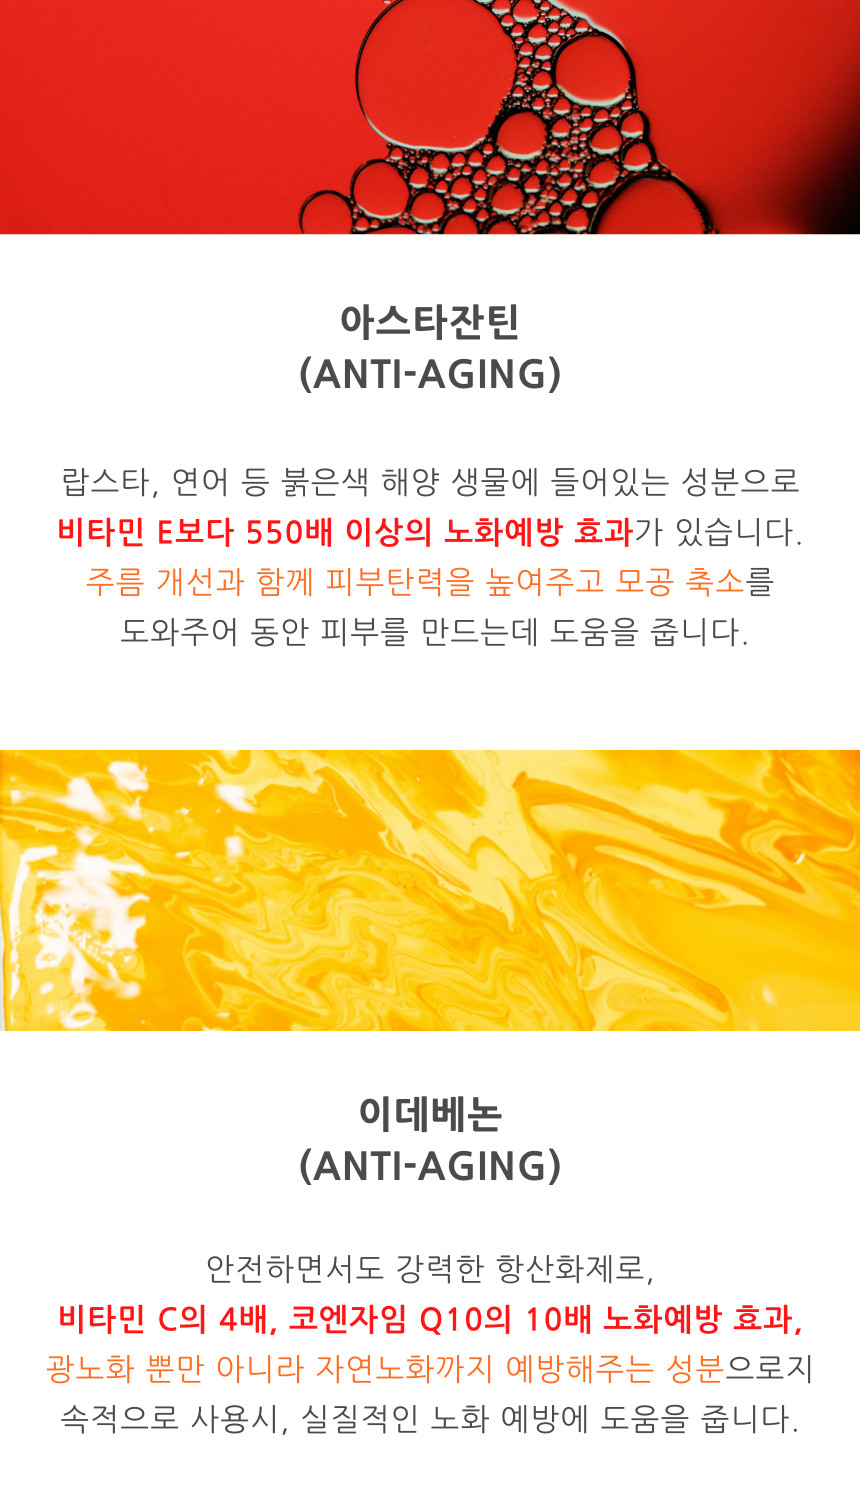 아스타잔틴
(ANTI-AGING)
랍스타, 연어 등 붉은색 해양 생물에 들어있는 성분으로
비타민 E보다 550배 이상의 노화예방 효과가 있습니다.
주름 개선과 함께 피부탄력을 높여주고 모공 축소를
도와주어 동안 피부를 만드는데 도움을 줍니다.
이데베논
(ANTI-AGING)
안전하면서도 강력한 항산화제로,
비타민 C의 4배, 코엔자임 Q10의 10배 노화예방 효과,
광노화 뿐만 아니라 자연노화까지 예방해주는 성분으로지
속적으로 사용시, 실질적인 노화 예방에 도움을 줍니다.